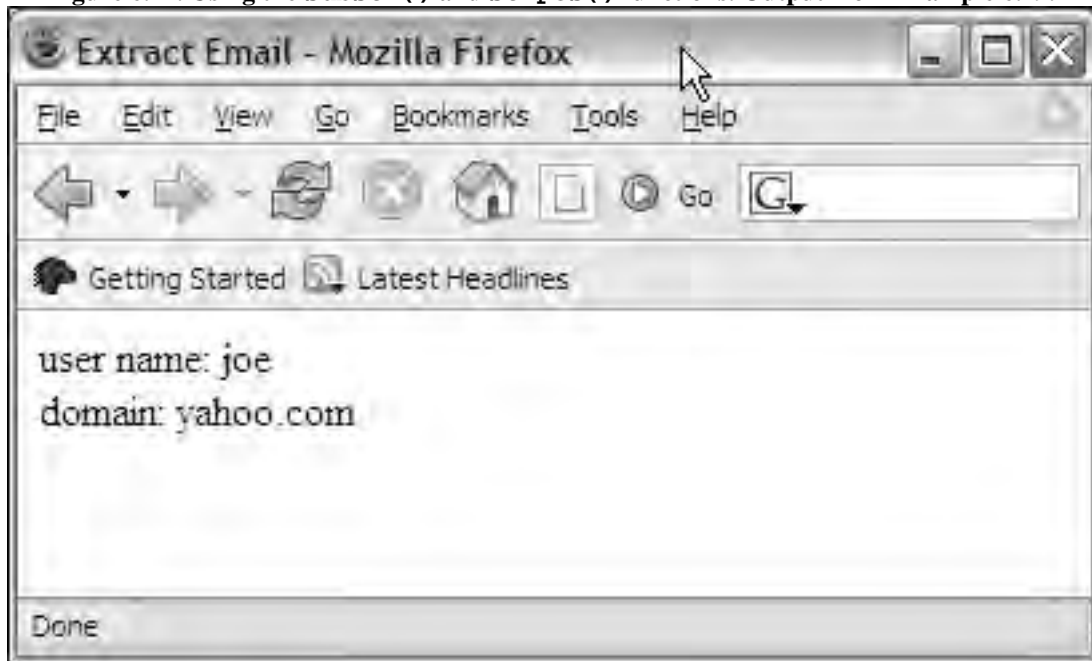 Extract Email - Mozilla Firefox
File Edit View Go Bookmarks Tools Help
Go G
Getting Started Latest Headlines
user name: joe
domain: yahoo.com
Done